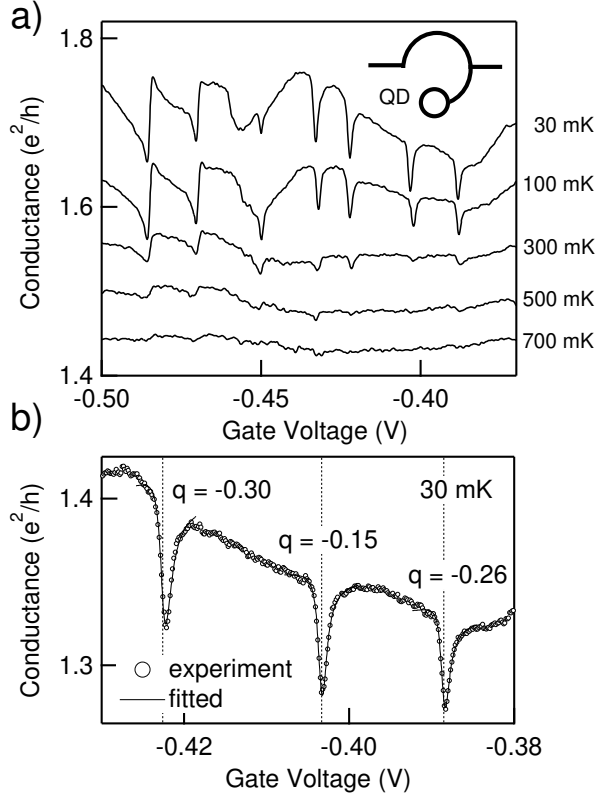 a)
1.8
1.6
1.4
Conductance (e²/h)
QD
30 mK
100 mK
300 mK
500 mK
700 mK
-0.50
-0.45
-0.40
Gate Voltage (V)
b)
1.4
1.3
Conductance (e²/h)
q = -0.30
q = -0.15
30 mK
q = -0.26
experiment
fitted
-0.42
-0.40
-0.38
Gate Voltage (V)